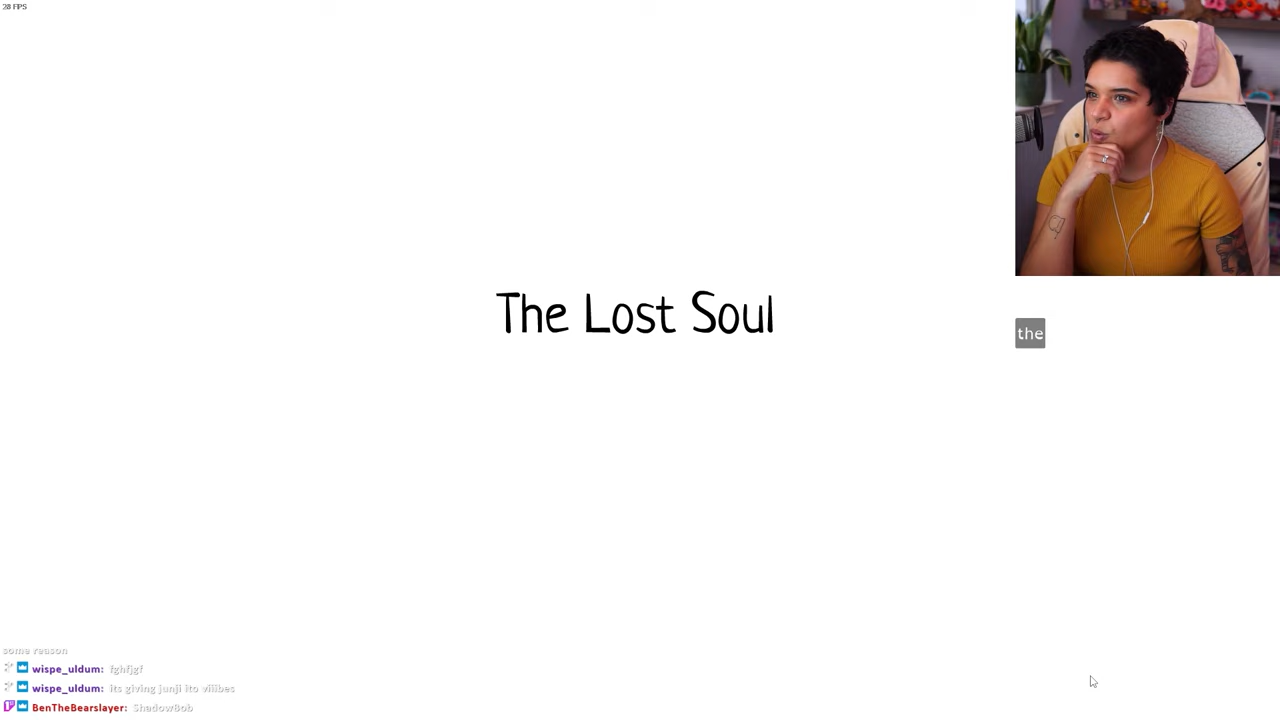 28 FPS
The Lost Soul
the
some reason
wispe_uldum: fghfjgf
wispe_uldum: its giving junji ito viiibes
BenTheBearslayer: ShadowBob